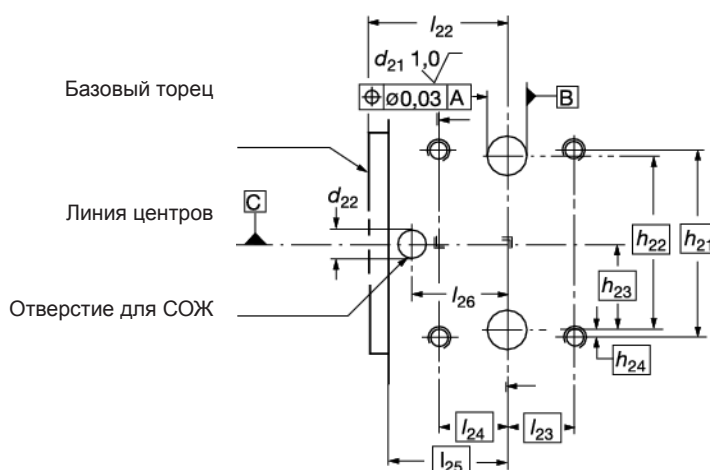 l22
d21 1,0
⌖ ⌀0,03 A
B
Базовый торец
C
d22
Линия центров
h22
h21
h23
Отверстие для СОЖ
l26
h24
l24
l23
l25